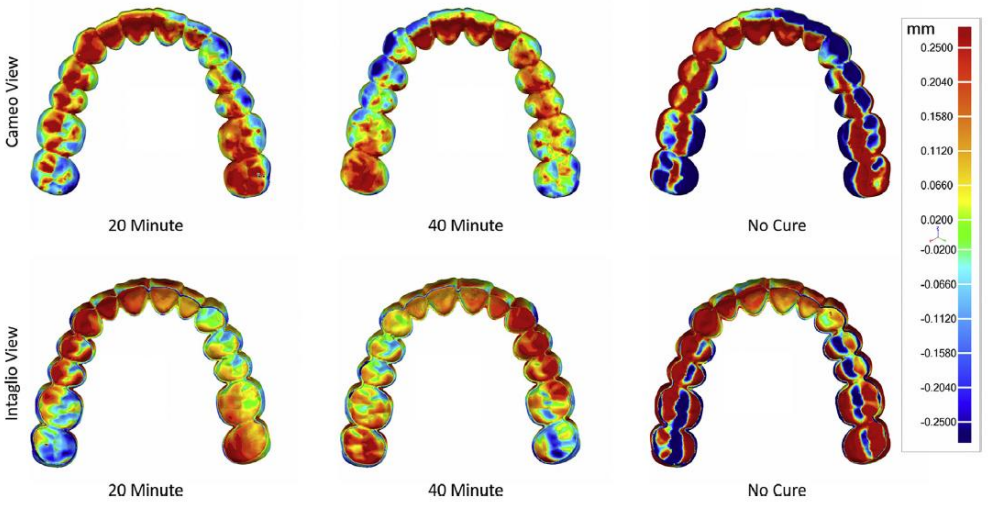 Cameo View
20 Minute
40 Minute
No Cure
Intaglio View
20 Minute
40 Minute
No Cure
mm
0.2500
0.2040
0.1580
0.1120
0.0660
0.0200
-0.0200
-0.0660
-0.1120
-0.1580
-0.2040
-0.2500